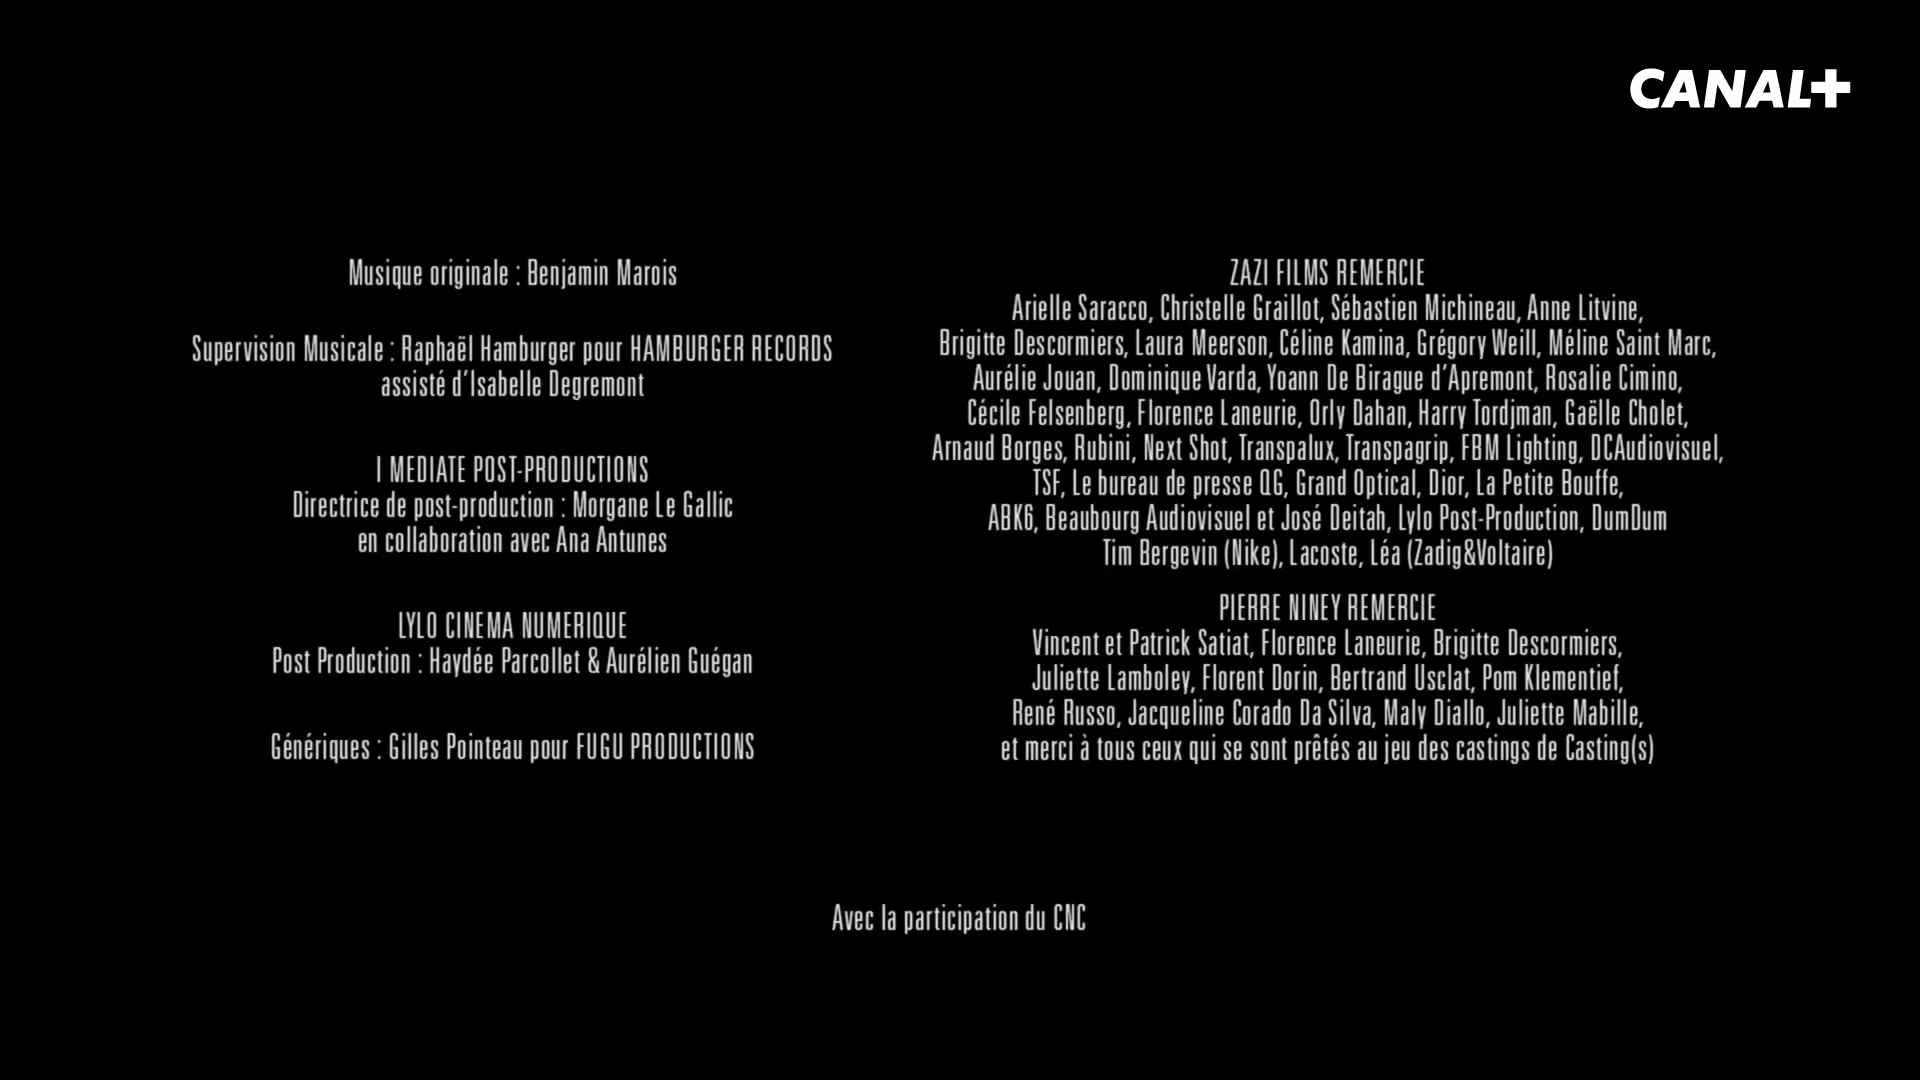 CANAL+
Musique originale : Benjamin Marois
Supervision Musicale : Raphaël Hamburger pour HAMBURGER RECORDS
assisté d'Isabelle Degremont
I MEDIATE POST-PRODUCTIONS
Directrice de post-production : Morgane Le Gallic
en collaboration avec Ana Antunes
LYLO CINEMA NUMERIQUE
Post Production : Haydée Parcollet & Aurélien Guégan
Génériques : Gilles Pointeau pour FUGU PRODUCTIONS
ZAZI FILMS REMERCIE
Arielle Saracco, Christelle Graillot, Sébastien Michineau, Anne Litvine,
Brigitte Descormiers, Laura Meerson, Céline Kamina, Grégory Weill, Méline Saint Marc,
Aurélie Jouan, Dominique Varda, Yoann De Birague d'Apremont, Rosalie Cimino,
Cécile Felsenberg, Florence Laneurie, Orly Dahan, Harry Tordjman, Gaëlle Cholet,
Arnaud Borges, Rubini, Next Shot, Transpalux, Transpagrip, FBM Lighting, DCAudiovisuel,
TSF, Le bureau de presse QG, Grand Optical, Dior, La Petite Bouffe,
ABK6, Beaubourg Audiovisuel et José Deitah, Lylo Post-Production, DumDum
Tim Bergevin (Nike), Lacoste, Léa (Zadig&Voltaire)
PIERRE NINEY REMERCIE
Vincent et Patrick Satiat, Florence Laneurie, Brigitte Descormiers,
Juliette Lamboley, Florent Dorin, Bertrand Usclat, Pom Klementief,
René Russo, Jacqueline Corado Da Silva, Maly Diallo, Juliette Mabille,
et merci à tous ceux qui se sont prêtés au jeu des castings de Casting(s)
Avec la participation du CNC